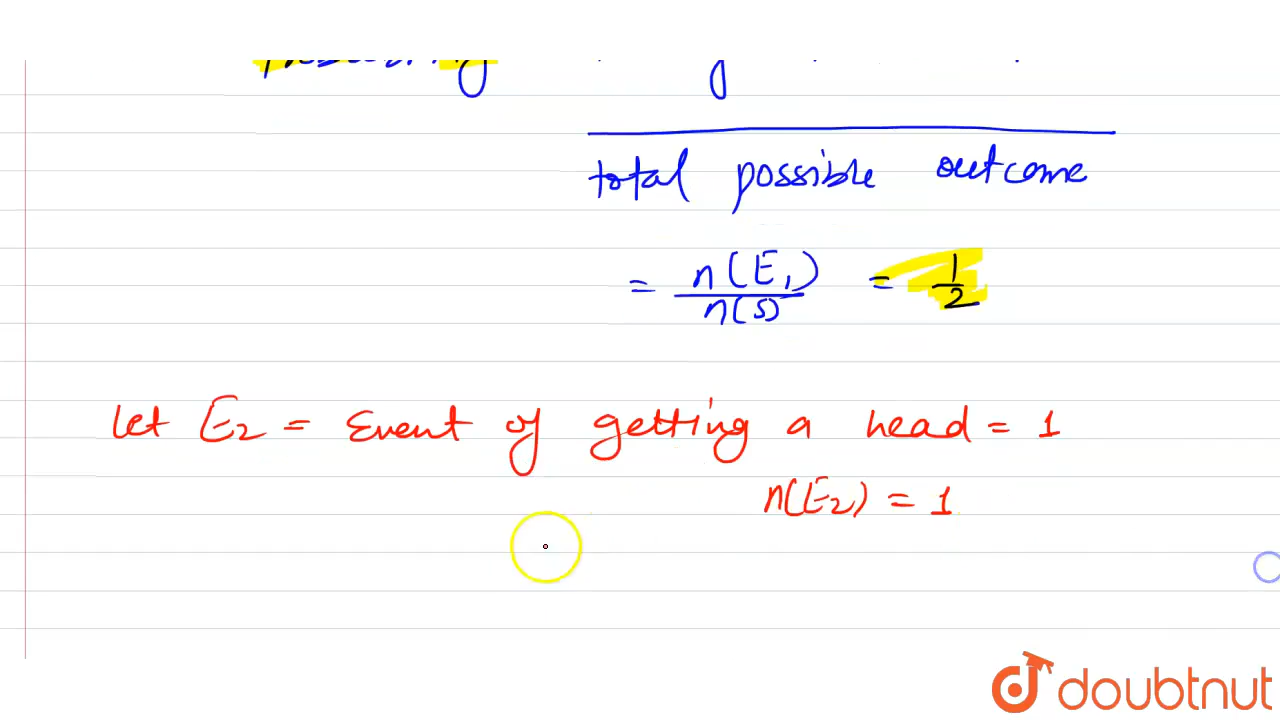 total possible outcome
= n(E1) / n(S) = 1/2
let E2 = Event of getting a head = 1
n(E2) = 1
doubtnut